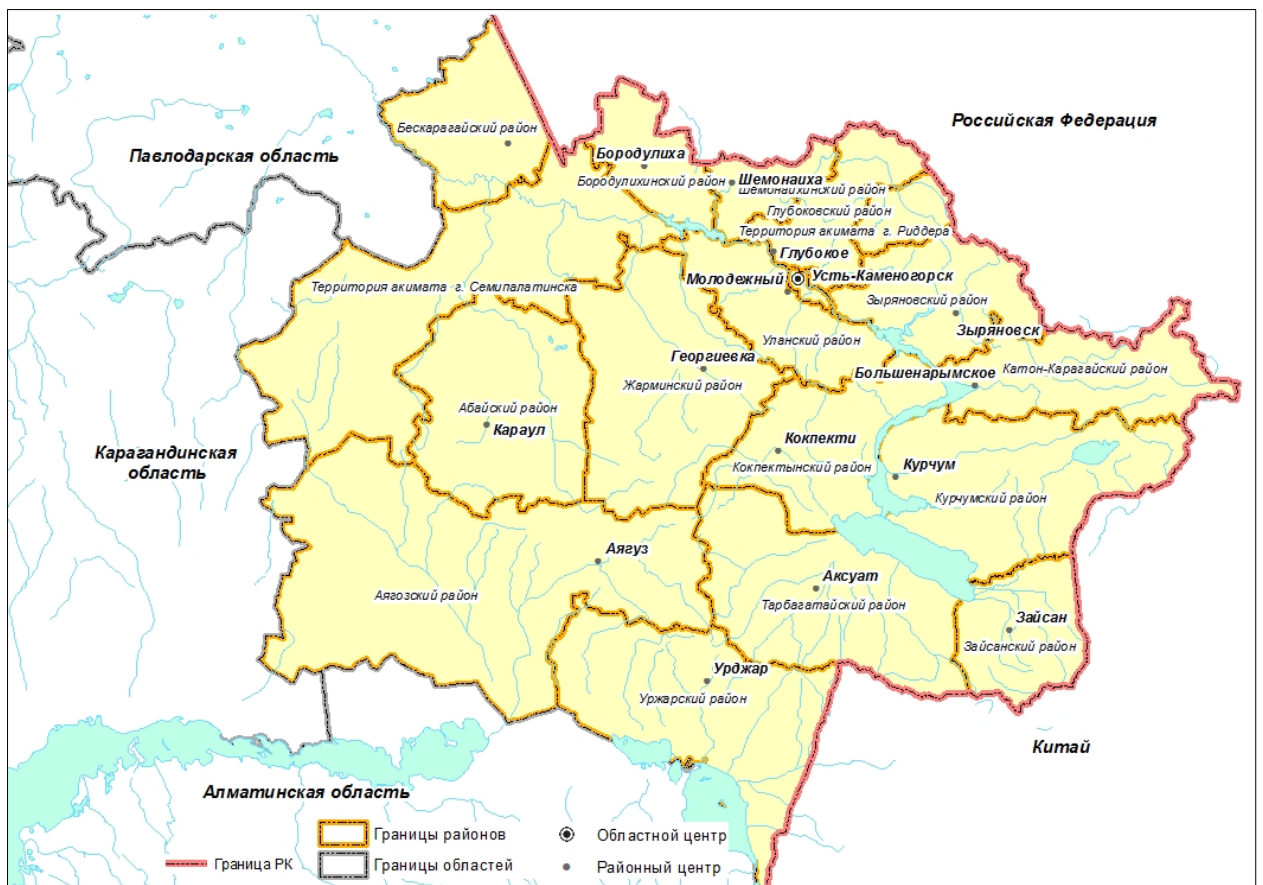 Российская Федерация
Бескарагайский район
Павлодарская область
Бородулиха
Бородулихинский район
Шемонаиха
Шемонаихинский район
Глубоковский район
Территория акимата г. Риддера
Глубокое
Усть-Каменогорск
Молодежный
Территория акимата г. Семипалатинска
Зыряновский район
Зыряновск
Уланский район
Георгиевка
Жарминский район
Большенарымское
Катон-Карагайский район
Абайский район
Караул
Кокпекти
Кокпектынский район
Карагандинская
область
Курчум
Курчумский район
Аягуз
Аягозский район
Аксуат
Тарбагатайский район
Зайсан
Зайсанский район
Урджар
Уржарский район
Китай
Алматинская область
Граница РК
Границы районов
Границы областей
Областной центр
Районный центр